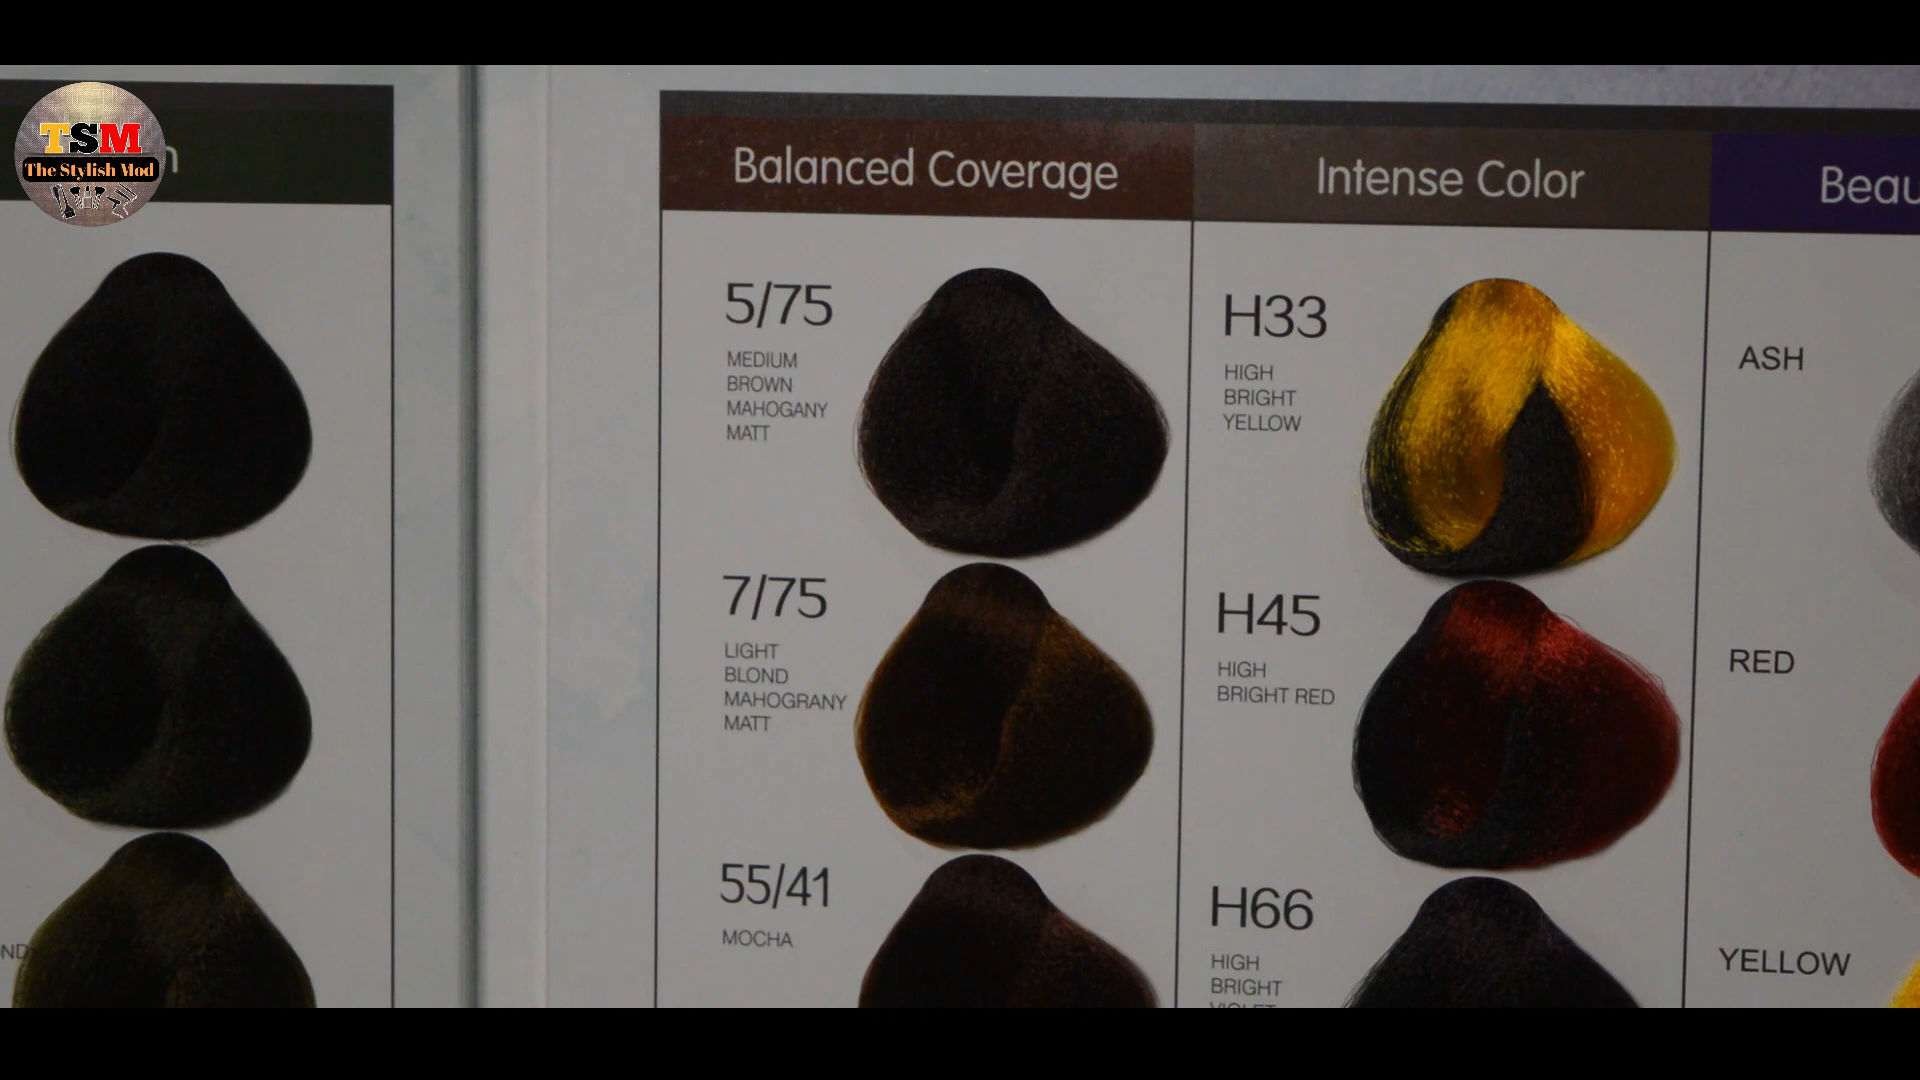 TSM
The Stylish Mod
Balanced Coverage
Intense Color
5/75
MEDIUM
BROWN
MAHOGANY
MATT
H33
HIGH
BRIGHT
YELLOW
ASH
7/75
LIGHT
BLOND
MAHOGRANY
MATT
H45
HIGH
BRIGHT RED
RED
55/41
MOCHA
H66
HIGH
BRIGHT
YELLOW